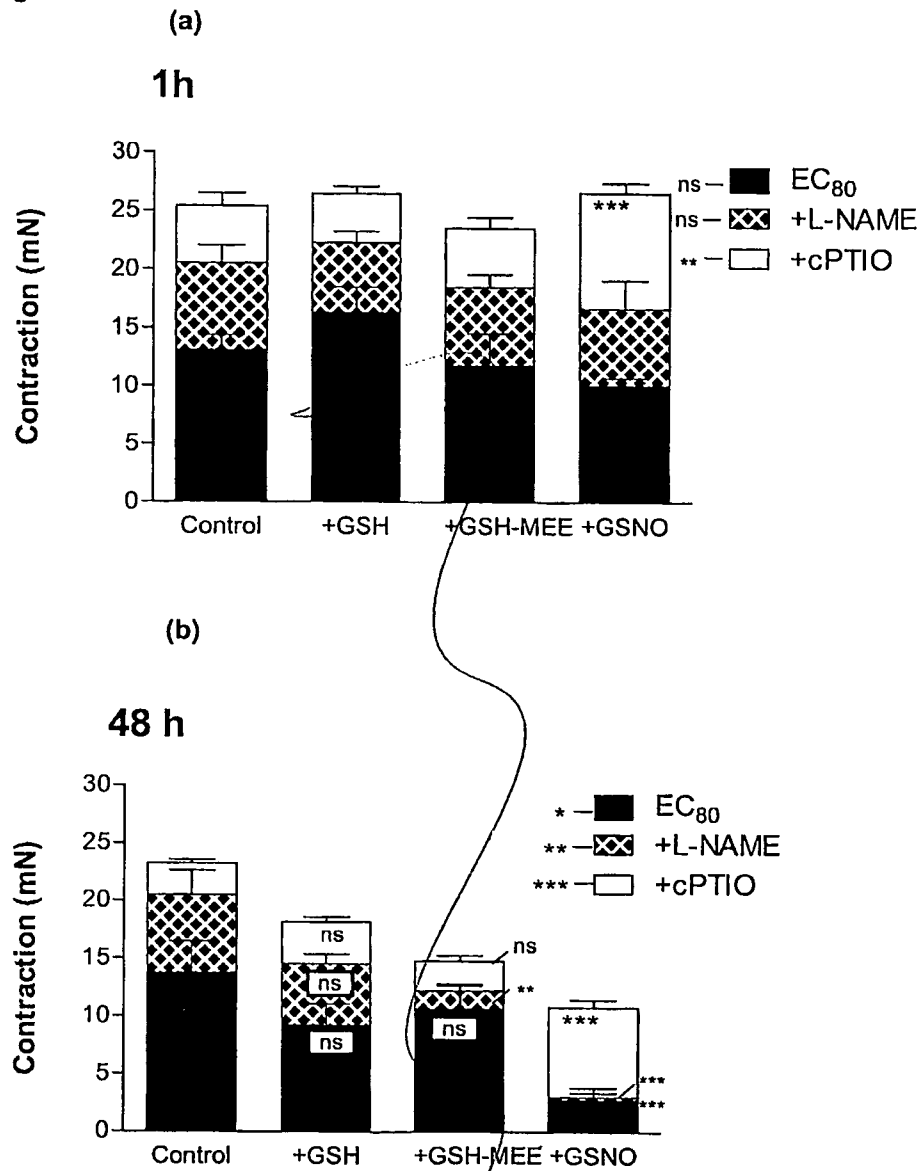 (a)
1h
30
25
20
15
10
5
0
Contraction (mN)
***
ns
EC80
ns
+L-NAME
**
+cPTIO
Control
+GSH
+GSH-MEE
+GSNO
(b)
48 h
30
25
20
15
10
5
0
Contraction (mN)
*
EC80
**
+L-NAME
***
+cPTIO
ns
ns
ns
ns
**
ns
***
***
***
Control
+GSH
+GSH-MEE
+GSNO